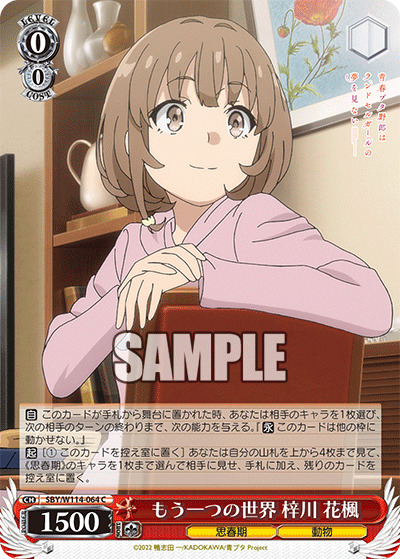 LEVEL
0
0
COST
青春ブタ野郎は
ランドセルガールの
夢を見ない
SAMPLE
自 このカードが手札から舞台に置かれた時、あなたは相手のキャラを1枚選び、
次の相手のターンの終わりまで、次の能力を与える。『永 このカードは他の枠に
動かせない。』
起 [① このカードを控え室に置く] あなたは自分の山札を上から4枚まで見て、
《思春期》のキャラを1枚まで選んで相手に見せ、手札に加え、残りのカードを
控え室に置く。
CH SBY/W114-064 C
1500
もう一つの世界 梓川 花楓
思春期 動物
©2022 鴨志田 一/KADOKAWA/青ブタ Project